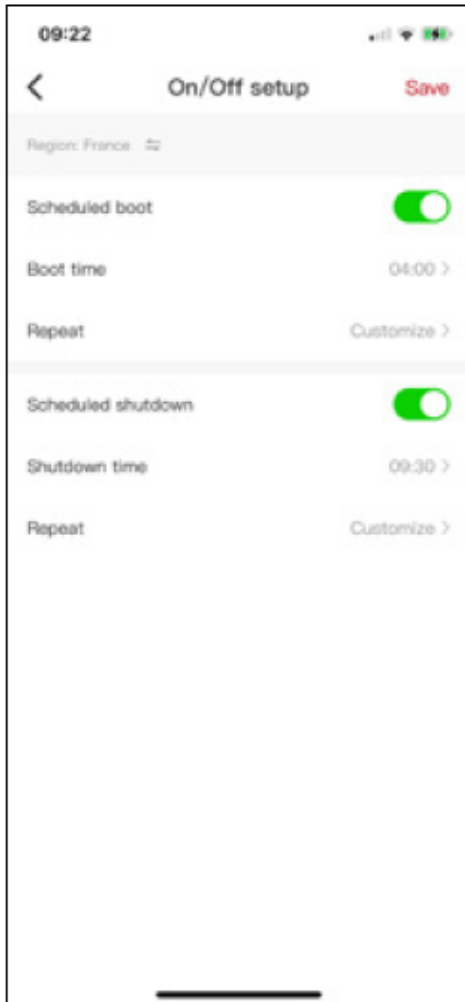 09:22
On/Off setup Save
Region: France
Scheduled boot
Boot time 04:00 >
Repeat Customize >
Scheduled shutdown
Shutdown time 09:30 >
Repeat Customize >